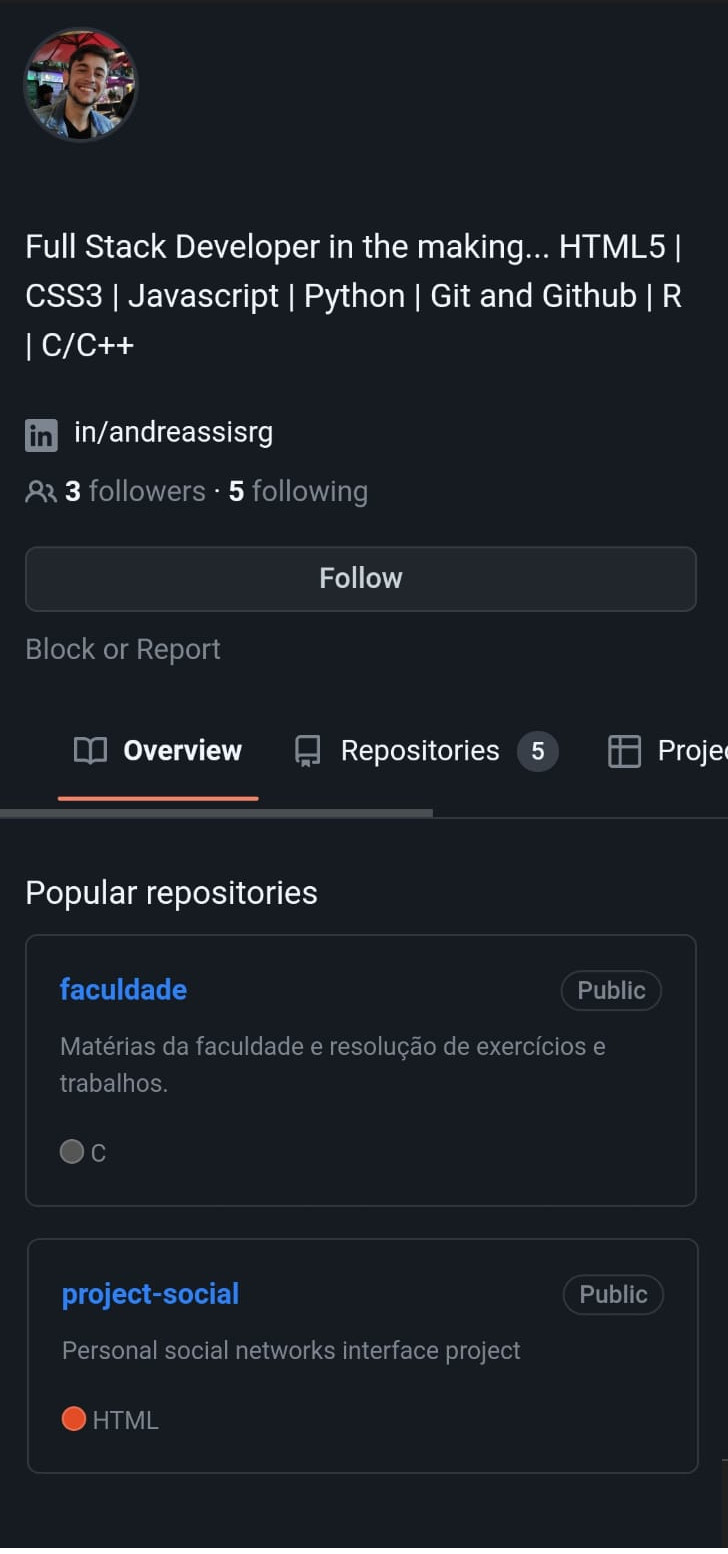 Full Stack Developer in the making... HTML5 |
CSS3 | Javascript | Python | Git and Github | R
| C/C++
in in/andreassisrg
3 followers · 5 following
Follow
Block or Report
Overview Repositories 5 Projec
Popular repositories
faculdade Public
Matérias da faculdade e resolução de exercícios e
trabalhos.
C
project-social Public
Personal social networks interface project
HTML